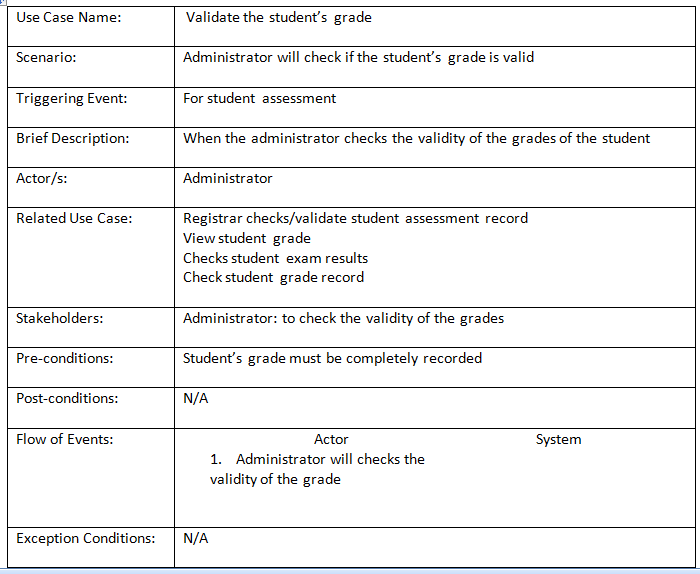 Use Case Name: Validate the student's grade
Scenario: Administrator will check if the student's grade is valid
Triggering Event: For student assessment
Brief Description: When the administrator checks the validity of the grades of the student
Actor/s: Administrator
Related Use Case: Registrar checks/validate student assessment record
View student grade
Checks student exam results
Check student grade record
Stakeholders: Administrator: to check the validity of the grades
Pre-conditions: Student's grade must be completely recorded
Post-conditions: N/A
Flow of Events: Actor System
1. Administrator will checks the
validity of the grade
Exception Conditions: N/A